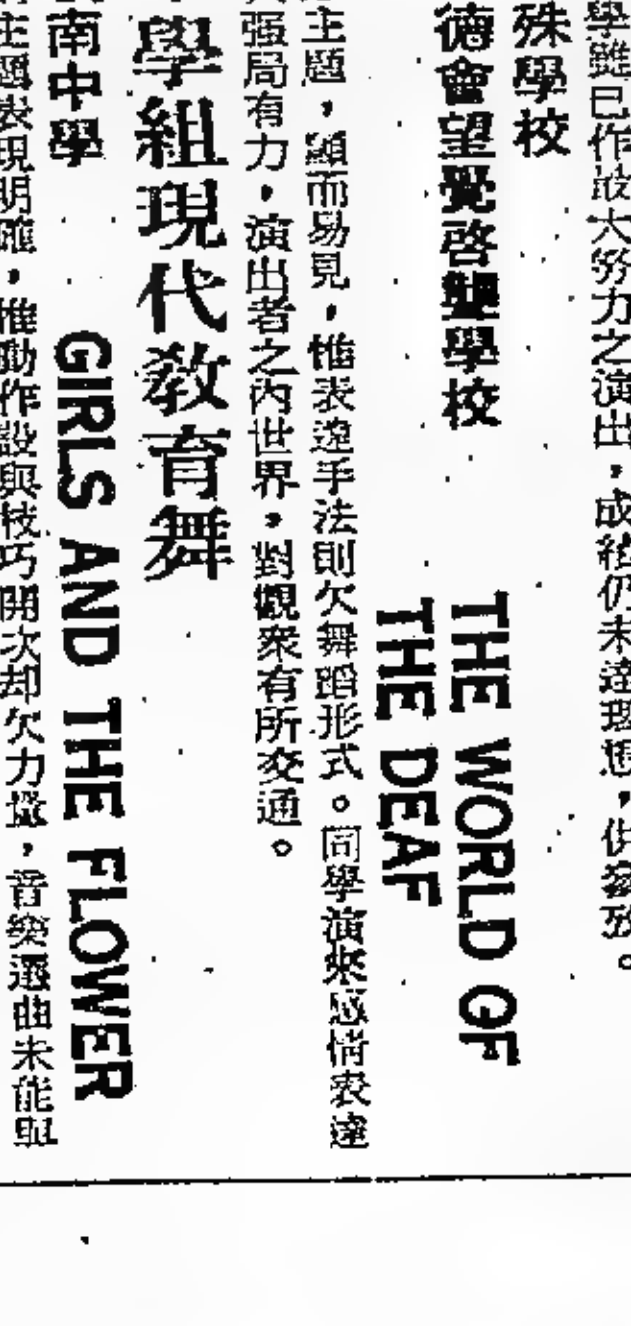 學雖已作最大努力之演出，成績仍未達理想，供參攷。
殊學校
德會望覺啓聾學校
THE WORLD OF
THE DEAF
主題，顯而易見，惟表達手法則欠舞蹈形式。同學演來感情表達
强局有力，演出者之內世界，對觀衆有所交通。
學組現代教育舞
南中學
GIRLS AND THE FLOWER
主題表現明確，惟動作設與技巧開次却欠力量，音樂選曲未能與